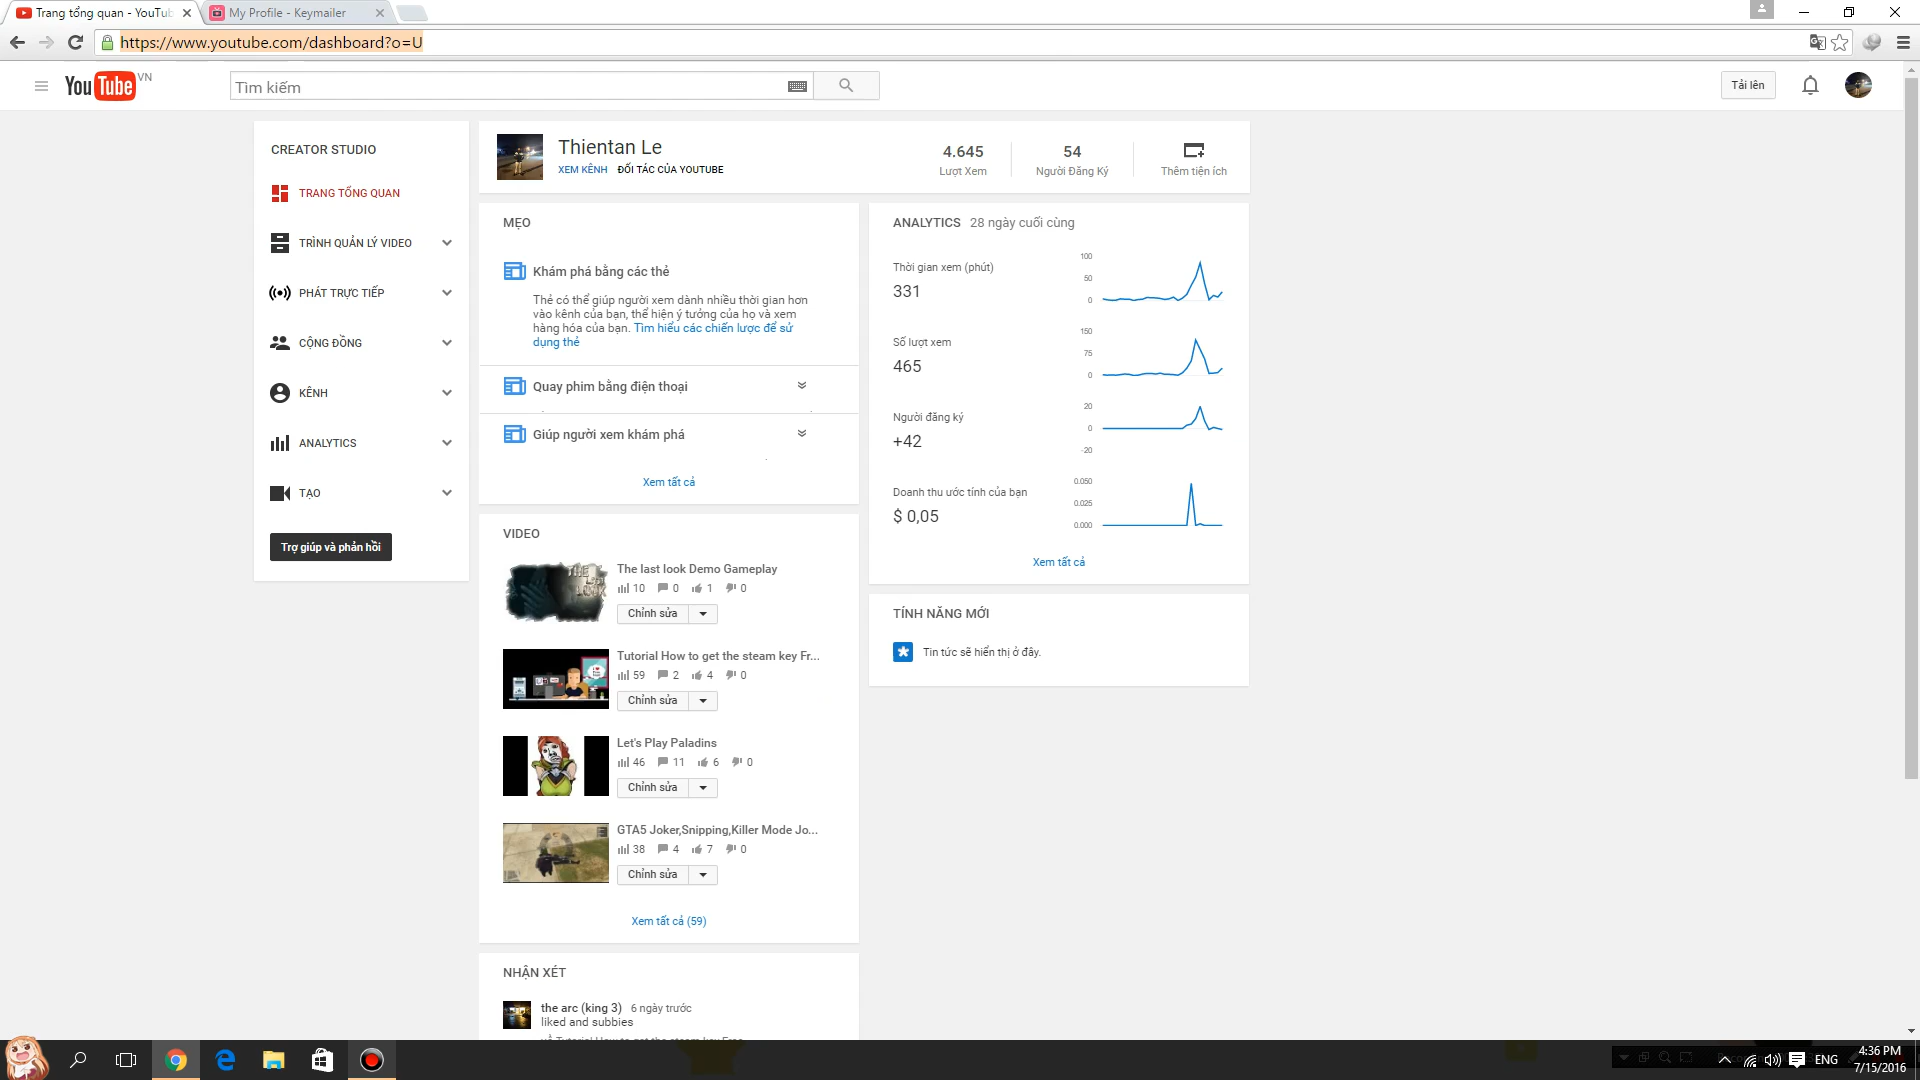 Trang tổng quan - YouTub
My Profile - Keymailer
https://www.youtube.com/dashboard?o=U
YouTube VN
Tìm kiếm
Tải lên
CREATOR STUDIO
TRANG TỔNG QUAN
TRÌNH QUẢN LÝ VIDEO
PHÁT TRỰC TIẾP
CỘNG ĐỒNG
KÊNH
ANALYTICS
TẠO
Trợ giúp và phản hồi
Thientan Le
XEM KÊNH ĐỐI TÁC CỦA YOUTUBE
4.645
Lượt Xem
54
Người Đăng Ký
Thêm tiện ích
MẸO
Khám phá bằng các thẻ
Thẻ có thể giúp người xem dành nhiều thời gian hơn
vào kênh của bạn, thể hiện ý tưởng của họ và xem
hàng hóa của bạn. Tìm hiểu các chiến lược để sử
dụng thẻ
Quay phim bằng điện thoại
Giúp người xem khám phá
Xem tất cả
VIDEO
The last look Demo Gameplay
10 0 1 0
Chỉnh sửa
Tutorial How to get the steam key Fr...
59 2 4 0
Chỉnh sửa
Let's Play Paladins
46 11 6 0
Chỉnh sửa
GTA5 Joker,Snipping,Killer Mode Jo...
38 4 7 0
Chỉnh sửa
Xem tất cả (59)
NHẬN XÉT
the arc (king 3) 6 ngày trước
liked and subbies
về Tutorial How to get the steam key Free
ANALYTICS 28 ngày cuối cùng
Thời gian xem (phút)
331
100
50
0
Số lượt xem
465
150
75
0
Người đăng ký
+42
20
0
-20
Doanh thu ước tính của bạn
$ 0,05
0.050
0.025
0.000
Xem tất cả
TÍNH NĂNG MỚI
Tin tức sẽ hiển thị ở đây.
ENG
4:36 PM
7/15/2016